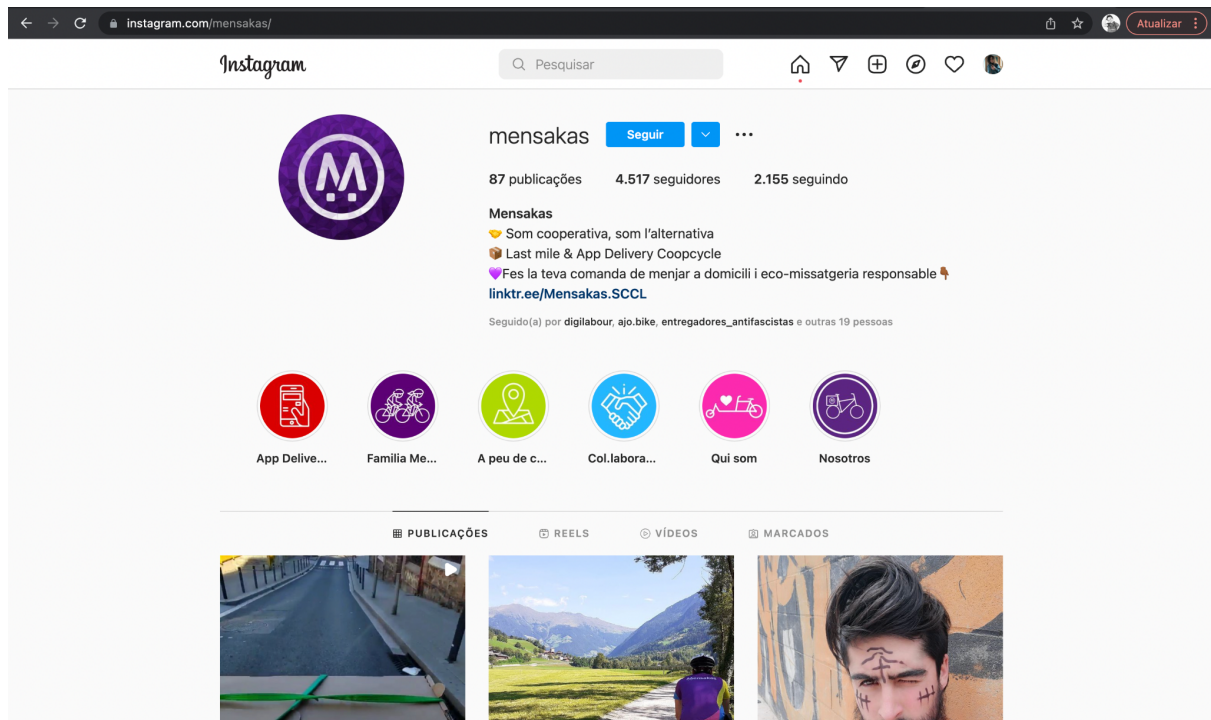 instagram.com/mensakas/
Atualizar
Instagram
Pesquisar
mensakas Seguir
87 publicações 4.517 seguidores 2.155 seguindo
Mensakas
🤝 Som cooperativa, som l'alternativa
📦 Last mile & App Delivery Coopcycle
💜Fes la teva comanda de menjar a domicili i eco-missatgeria responsable👇🏾
linktr.ee/Mensakas.SCCL
Seguido(a) por digilabour, ajo.bike, entregadores_antifascistas e outras 19 pessoas
App Delive... Familia Me... A peu de c... Col.labora... Qui som Nosotros
PUBLICAÇÕES REELS VÍDEOS MARCADOS
Mensakas